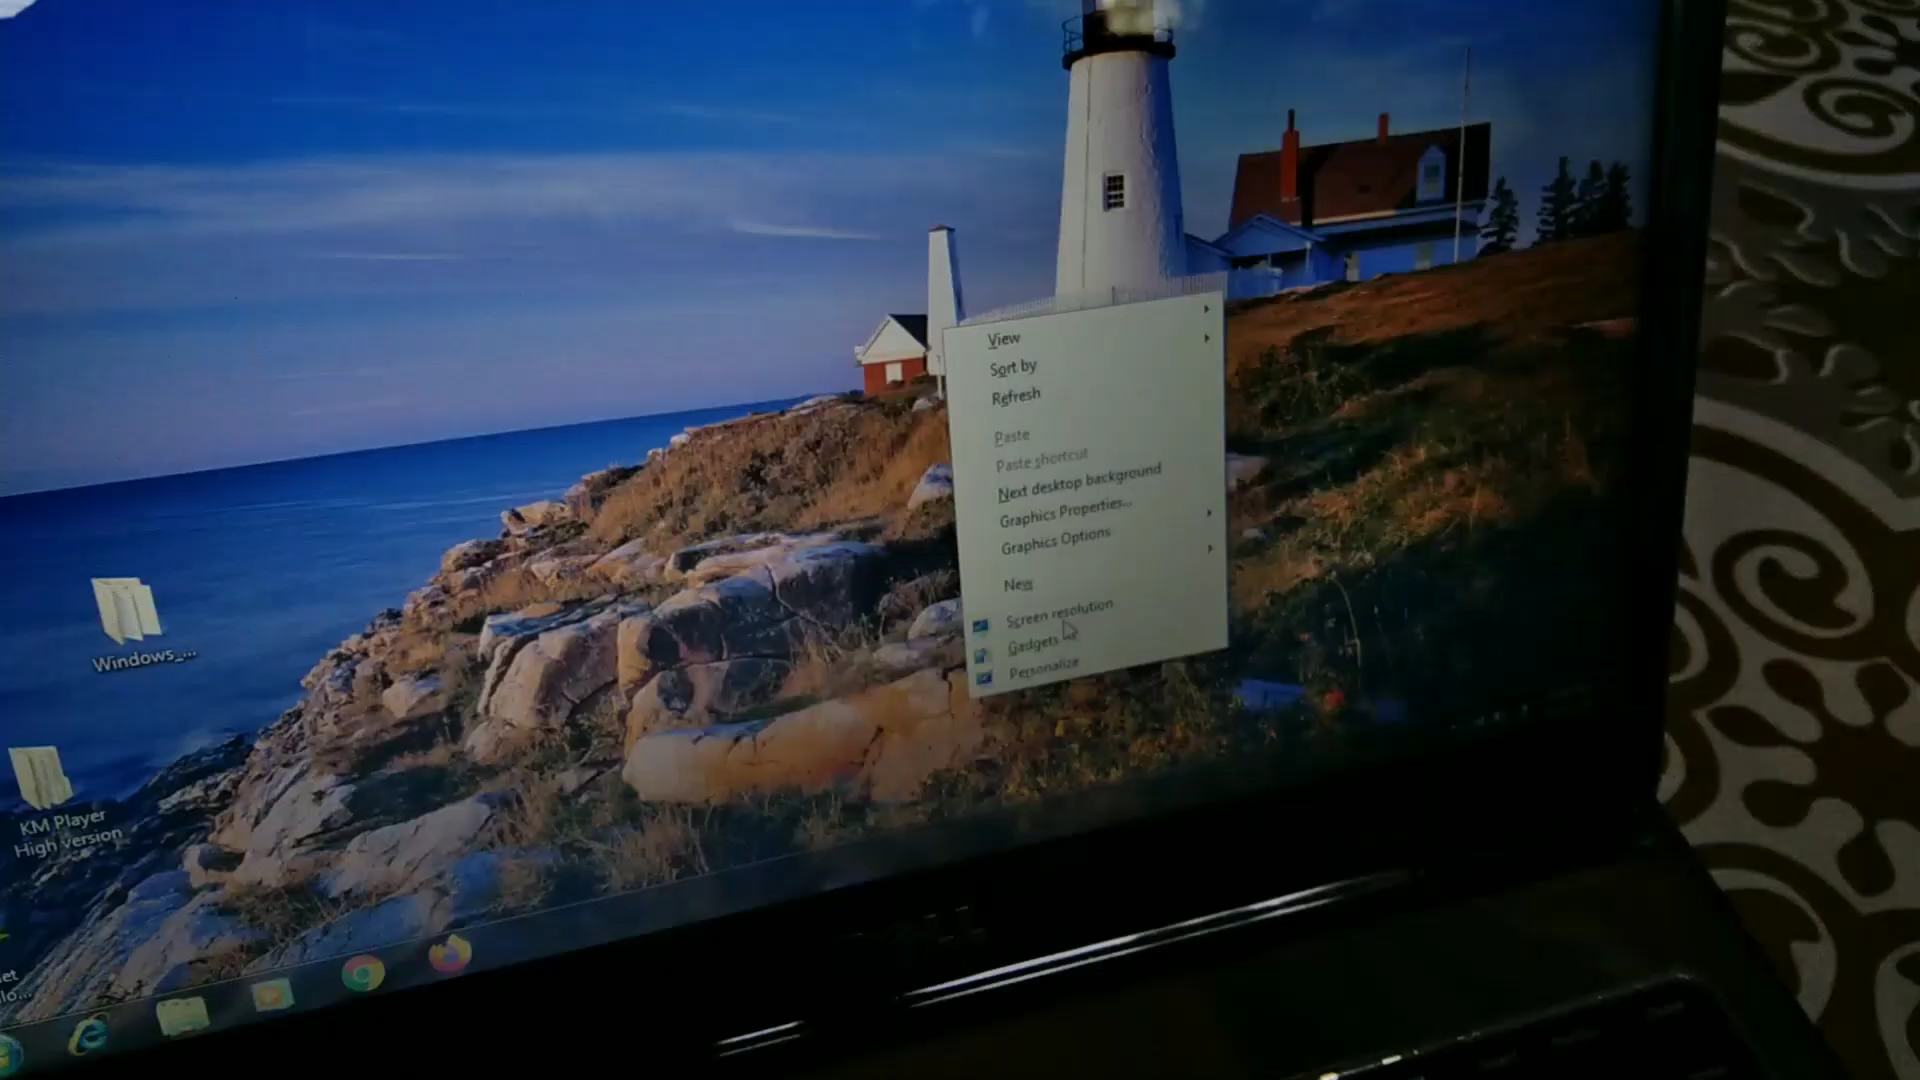 View
Sort by
Refresh
Paste
Paste shortcut
Next desktop background
Graphics Properties...
Graphics Options
New
Screen resolution
Gadgets
Personalize
Windows_...
KM Player
High version